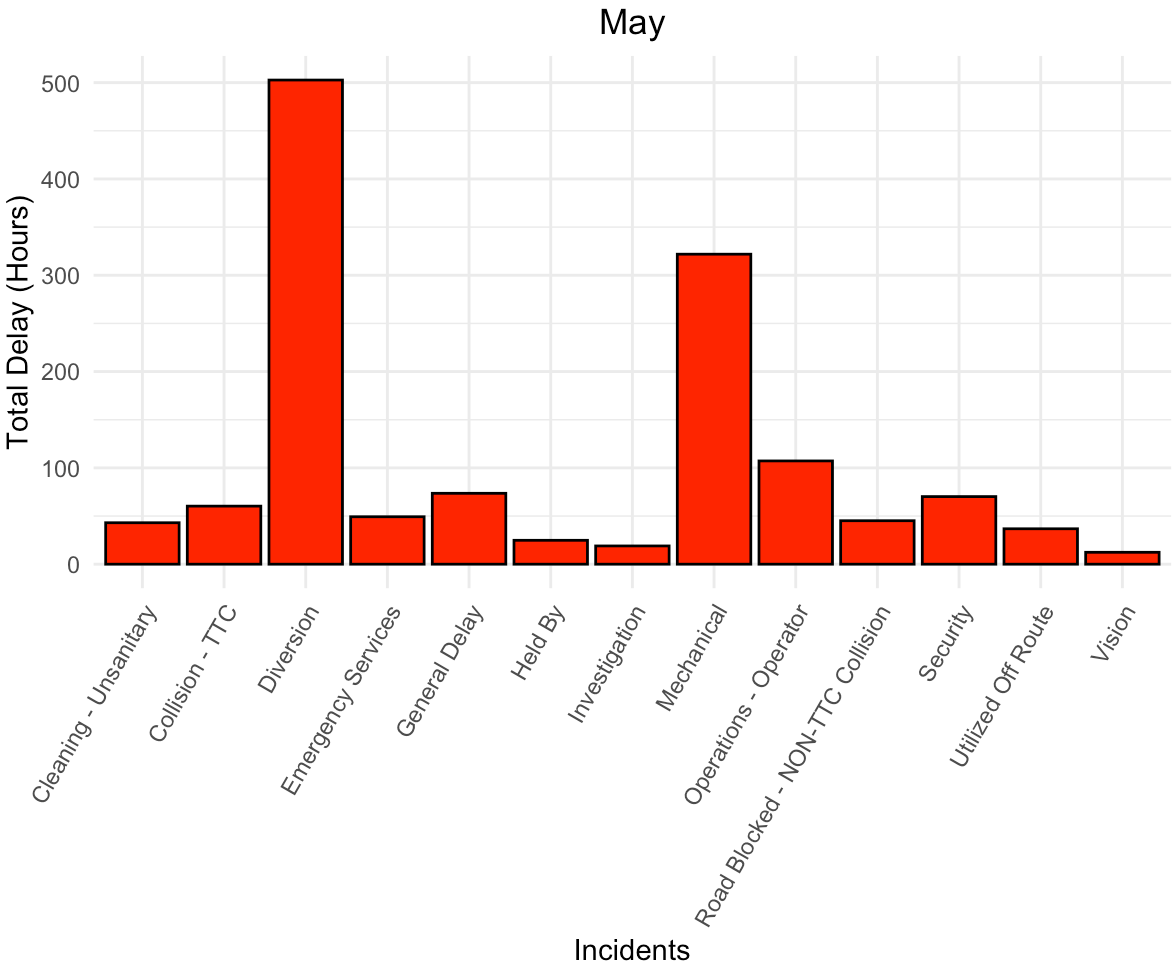 May
Total Delay (Hours)
500
400
300
200
100
0
Cleaning - Unsanitary
Collision - TTC
Diversion
Emergency Services
General Delay
Held By
Investigation
Mechanical
Operations - Operator
Road Blocked - NON-TTC Collision
Security
Utilized Off Route
Vision
Incidents